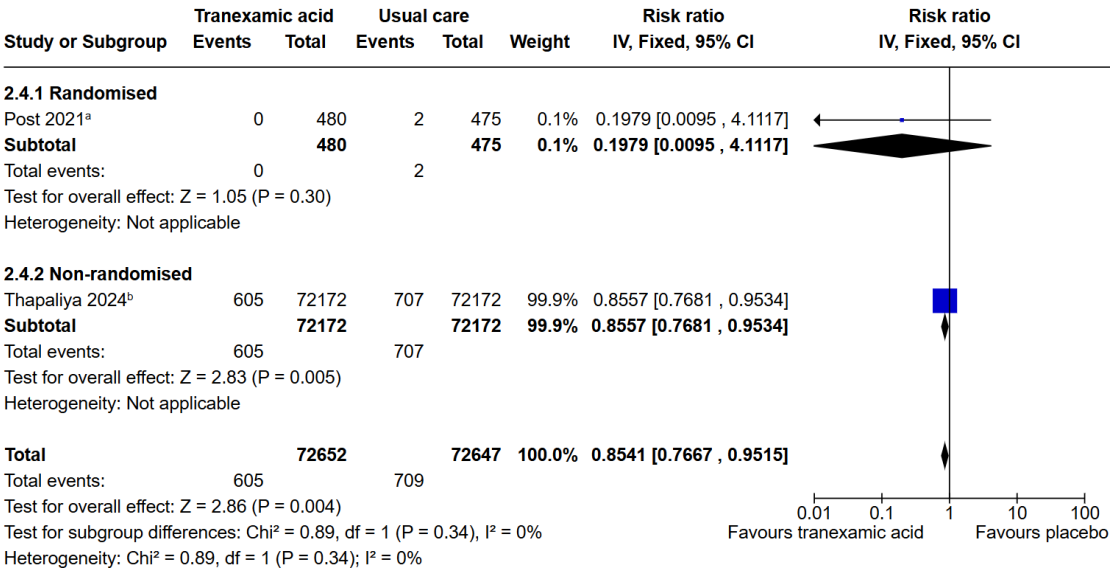 Tranexamic acid Usual care Risk ratio Risk ratio
Study or Subgroup Events Total Events Total Weight IV, Fixed, 95% CI IV, Fixed, 95% CI
2.4.1 Randomised
Post 2021ᵃ 0 480 2 475 0.1% 0.1979 [0.0095 , 4.1117]
Subtotal 480 475 0.1% 0.1979 [0.0095 , 4.1117]
Total events: 0 2
Test for overall effect: Z = 1.05 (P = 0.30)
Heterogeneity: Not applicable
2.4.2 Non-randomised
Thapaliya 2024ᵇ 605 72172 707 72172 99.9% 0.8557 [0.7681 , 0.9534]
Subtotal 72172 72172 99.9% 0.8557 [0.7681 , 0.9534]
Total events: 605 707
Test for overall effect: Z = 2.83 (P = 0.005)
Heterogeneity: Not applicable
Total 72652 72647 100.0% 0.8541 [0.7667 , 0.9515]
Total events: 605 709
Test for overall effect: Z = 2.86 (P = 0.004)
0.01 0.1 1 10 100
Test for subgroup differences: Chi² = 0.89, df = 1 (P = 0.34), I² = 0%
Favours tranexamic acid Favours placebo
Heterogeneity: Chi² = 0.89, df = 1 (P = 0.34); I² = 0%